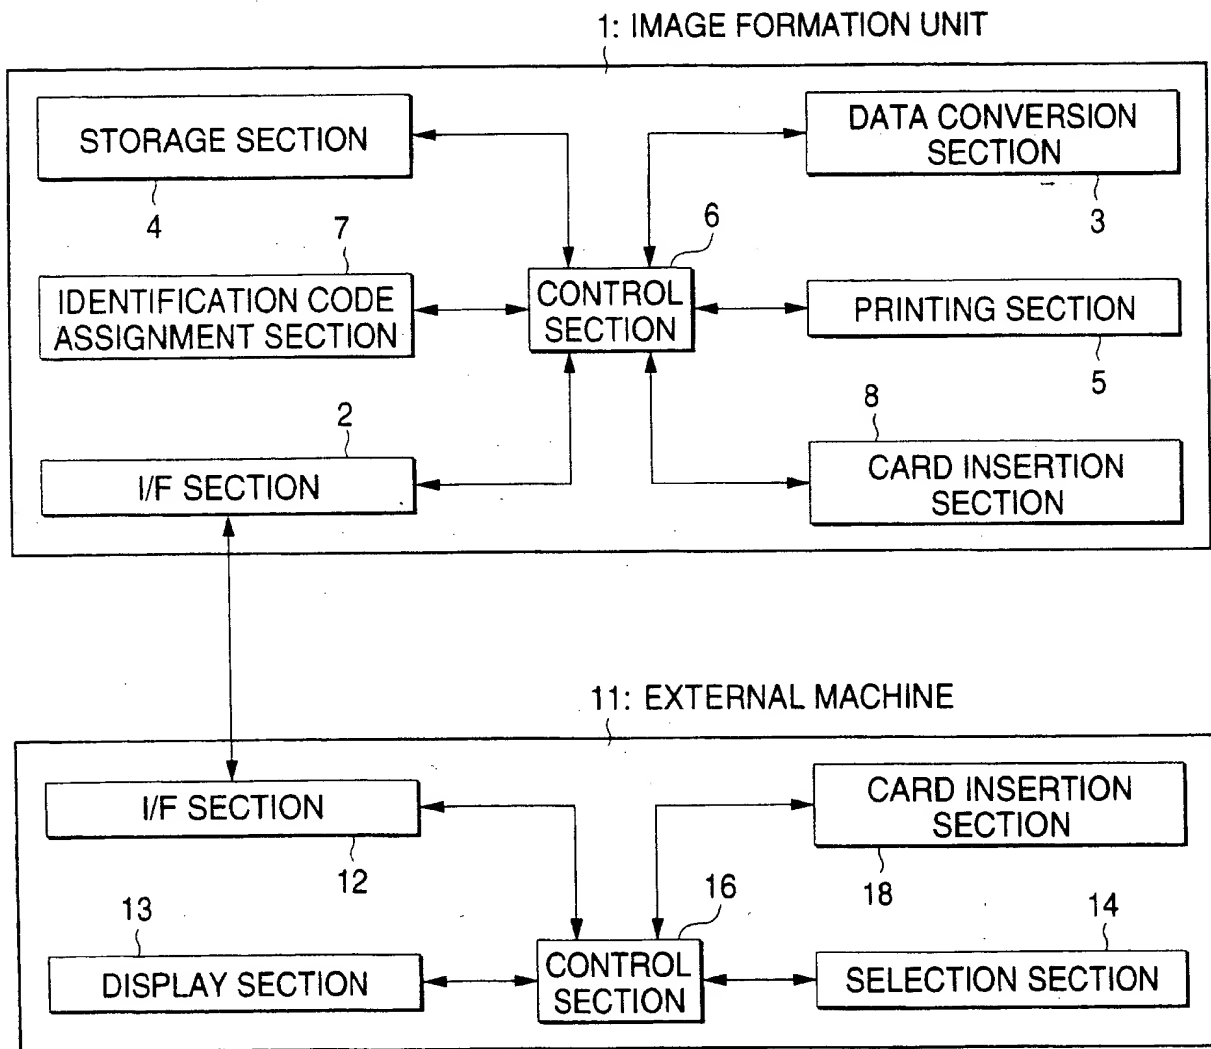 1: IMAGE FORMATION UNIT
STORAGE SECTION
4
DATA CONVERSION
SECTION
3
7
IDENTIFICATION CODE
ASSIGNMENT SECTION
6
CONTROL
SECTION
PRINTING SECTION
5
2
I/F SECTION
8
CARD INSERTION
SECTION
11: EXTERNAL MACHINE
I/F SECTION
12
CARD INSERTION
SECTION
18
13
DISPLAY SECTION
16
CONTROL
SECTION
14
SELECTION SECTION